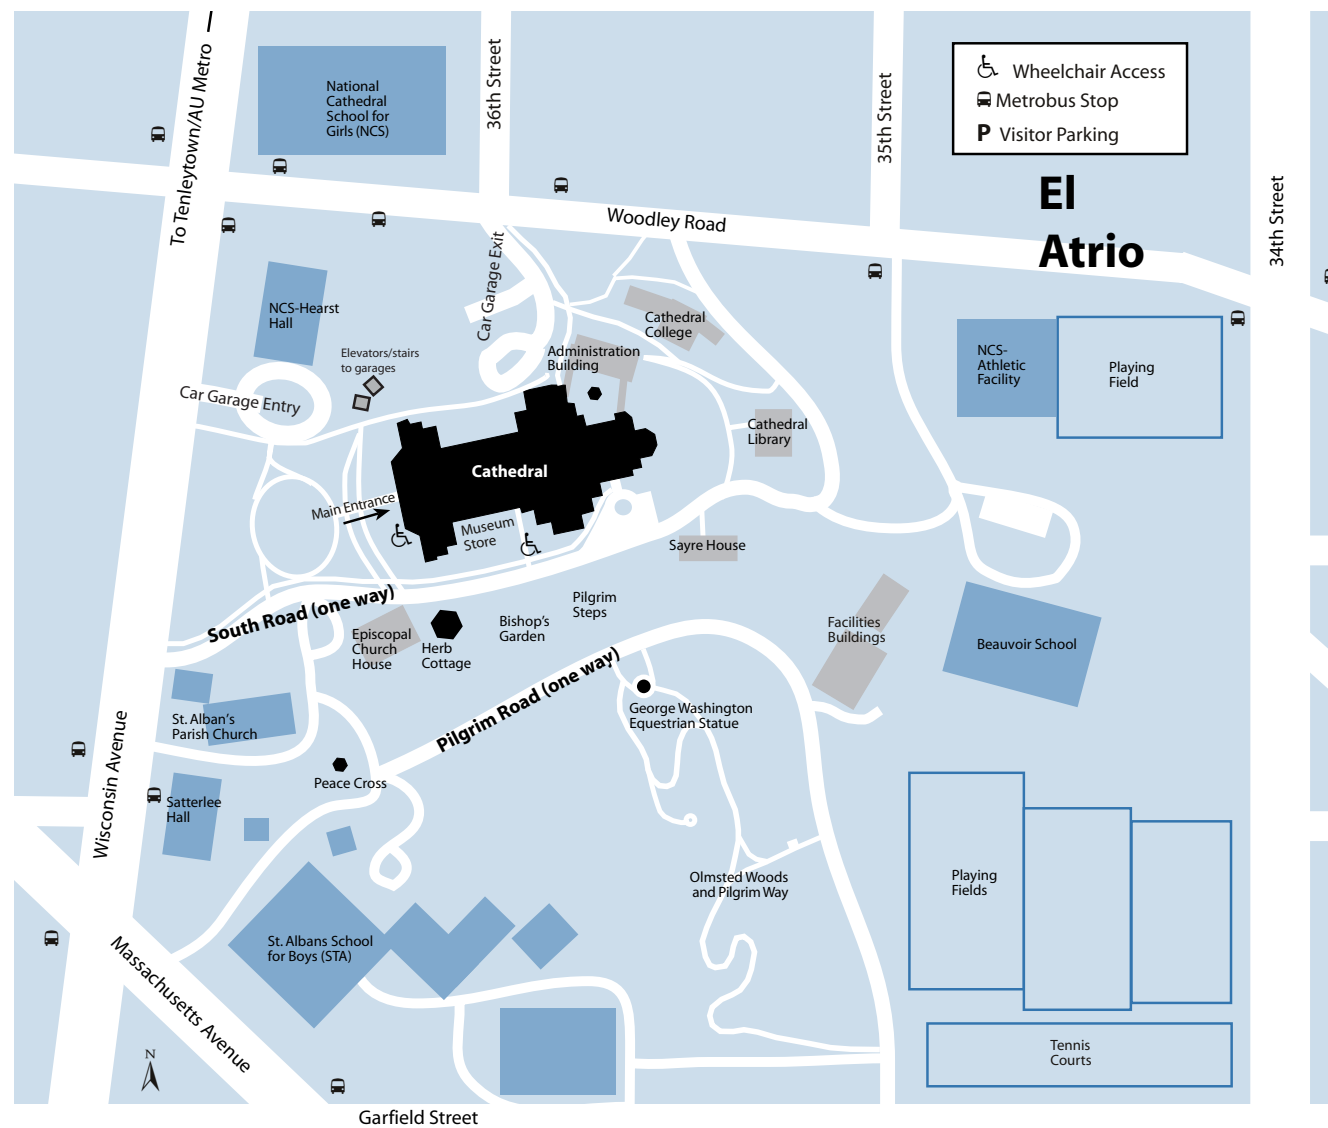 To Tenleytown/AU Metro
National
Cathedral
School for
Girls (NCS)
36th Street
35th Street
34th Street
Wheelchair Access
Metrobus Stop
P Visitor Parking
El
Atrio
Woodley Road
Car Garage Exit
NCS-Hearst
Hall
Elevators/stairs
to garages
Car Garage Entry
Cathedral
College
Administration
Building
NCS-
Athletic
Facility
Playing
Field
Cathedral
Library
Cathedral
Main Entrance
Museum
Store
Sayre House
South Road (one way)
Episcopal
Church
House
Herb
Cottage
Bishop's
Garden
Pilgrim
Steps
Facilities
Buildings
Beauvoir School
Pilgrim Road (one way)
George Washington
Equestrian Statue
St. Alban's
Parish Church
Peace Cross
Satterlee
Hall
Wisconsin Avenue
Olmsted Woods
and Pilgrim Way
Playing
Fields
St. Albans School
for Boys (STA)
Massachusetts Avenue
N
Tennis
Courts
Garfield Street